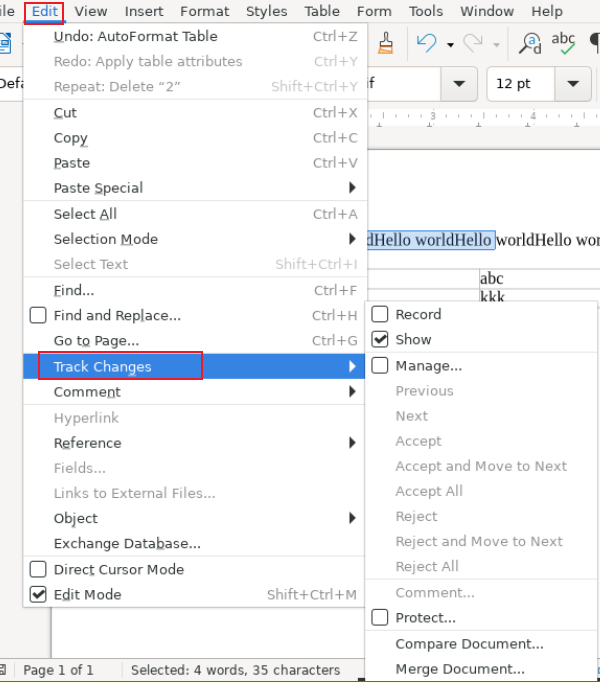 ile Edit View Insert Format Styles Table Form Tools Window Help
Undo: AutoFormat Table Ctrl+Z
Redo: Apply table attributes Ctrl+Y
Repeat: Delete “2” Shift+Ctrl+Y
Cut Ctrl+X
Copy Ctrl+C
Paste Ctrl+V
Paste Special
Select All Ctrl+A
Selection Mode
Select Text Shift+Ctrl+I
Find... Ctrl+F
Find and Replace... Ctrl+H
Go to Page... Ctrl+G
Track Changes
Comment
Hyperlink
Reference
Fields...
Links to External Files...
Object
Exchange Database...
Direct Cursor Mode
Edit Mode Shift+Ctrl+M
Record
Show
Manage...
Previous
Next
Accept
Accept and Move to Next
Accept All
Reject
Reject and Move to Next
Reject All
Comment...
Protect...
Compare Document...
Merge Document...
abc
Defa
if 12 pt
3 4
dHello worldHello worldHello wor
abc
kkk
Page 1 of 1 Selected: 4 words, 35 characters